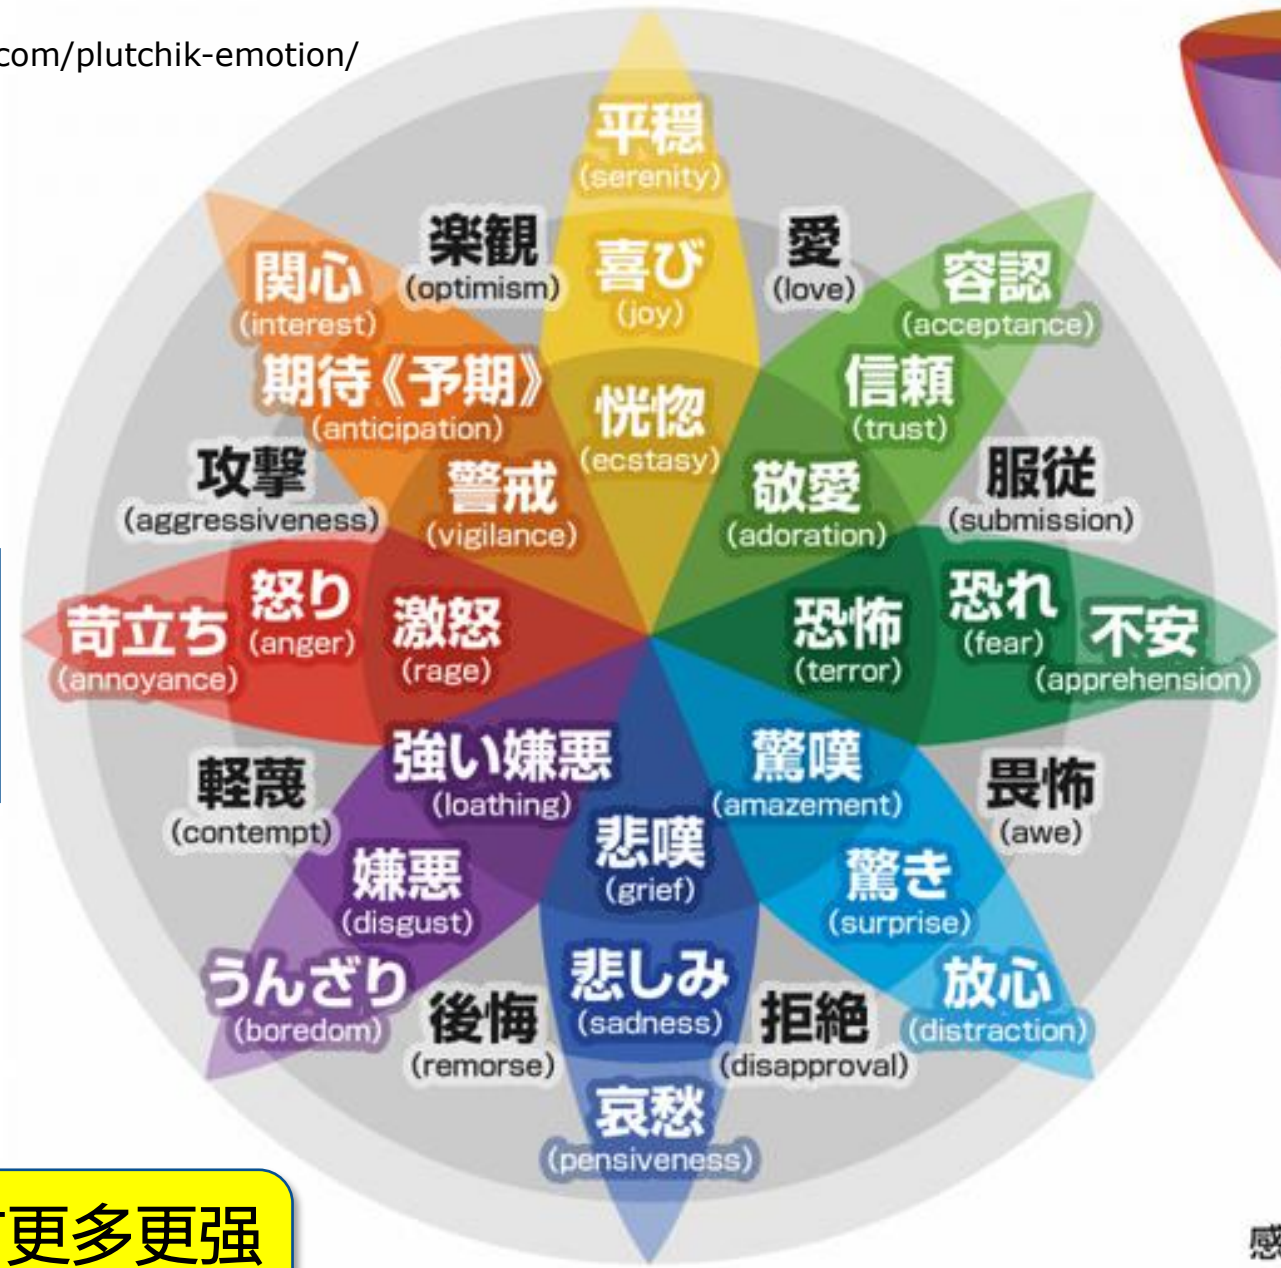 com/plutchik-emotion/
平穏
(serenity)
楽観
(optimism)
喜び
(joy)
愛
(love)
関心
(interest)
容認
(acceptance)
期待《予期》
(anticipation)
恍惚
(ecstasy)
信頼
(trust)
攻撃
(aggressiveness)
警戒
(vigilance)
敬愛
(adoration)
服従
(submission)
苛立ち
(annoyance)
怒り
(anger)
激怒
(rage)
恐怖
(terror)
恐れ
(fear)
不安
(apprehension)
軽蔑
(contempt)
強い嫌悪
(loathing)
驚嘆
(amazement)
畏怖
(awe)
嫌悪
(disgust)
悲嘆
(grief)
驚き
(surprise)
うんざり
(boredom)
後悔
(remorse)
悲しみ
(sadness)
拒絶
(disapproval)
放心
(distraction)
哀愁
(pensiveness)
更多更强
感